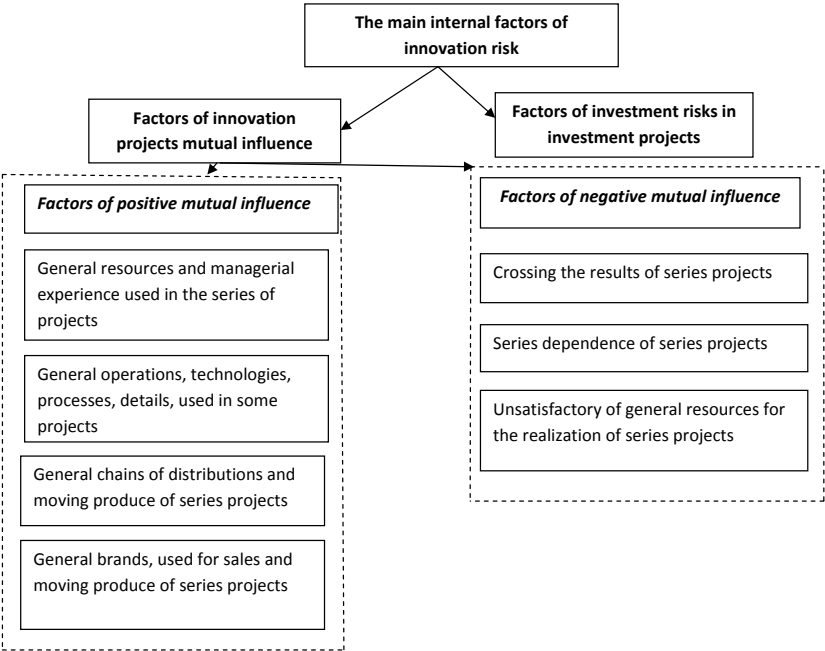 The main internal factors of
innovation risk
Factors of innovation
projects mutual influence
Factors of investment risks in
investment projects
Factors of positive mutual influence
General resources and managerial
experience used in the series of
projects
General operations, technologies,
processes, details, used in some
projects
General chains of distributions and
moving produce of series projects
General brands, used for sales and
moving produce of series projects
Factors of negative mutual influence
Crossing the results of series projects
Series dependence of series projects
Unsatisfactory of general resources for
the realization of series projects